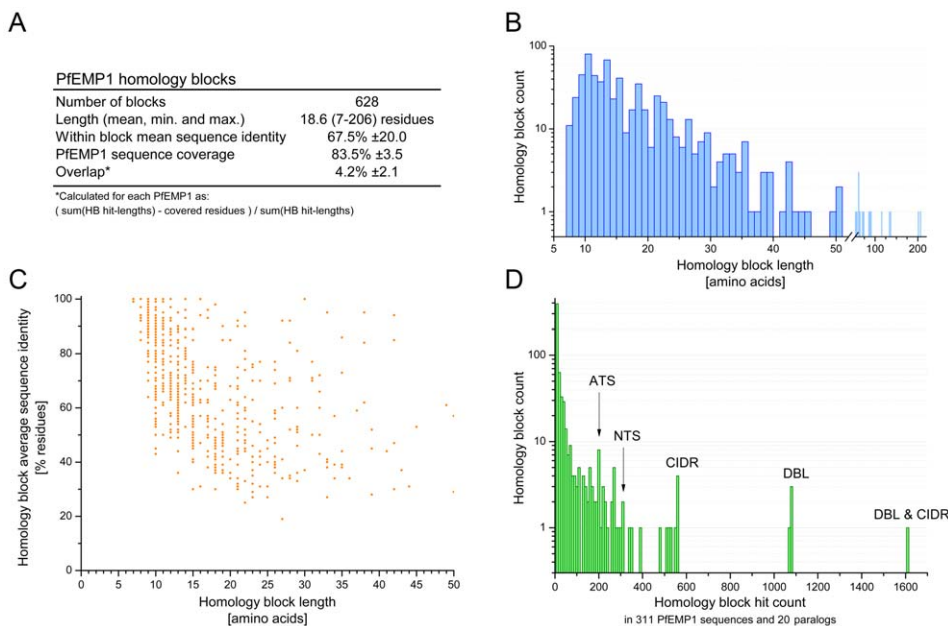 A
PfEMP1 homology blocks
Number of blocks 628
Length (mean, min. and max.) 18.6 (7-206) residues
Within block mean sequence identity 67.5% ±20.0
PfEMP1 sequence coverage 83.5% ±3.5
Overlap* 4.2% ±2.1
*Calculated for each PfEMP1 as:
( sum(HB hit-lengths) - covered residues ) / sum(HB hit-lengths)
B
Homology block count
100
10
1
5 10 20 30 40 50 100 200
Homology block length
[amino acids]
C
Homology block average sequence identity
[% residues]
100
80
60
40
20
0
0 5 10 15 20 25 30 35 40 45 50
Homology block length
[amino acids]
D
Homology block count
100
10
1
ATS
NTS
CIDR
DBL
DBL & CIDR
0 200 400 600 800 1000 1200 1400 1600
Homology block hit count
in 311 PfEMP1 sequences and 20 paralogs